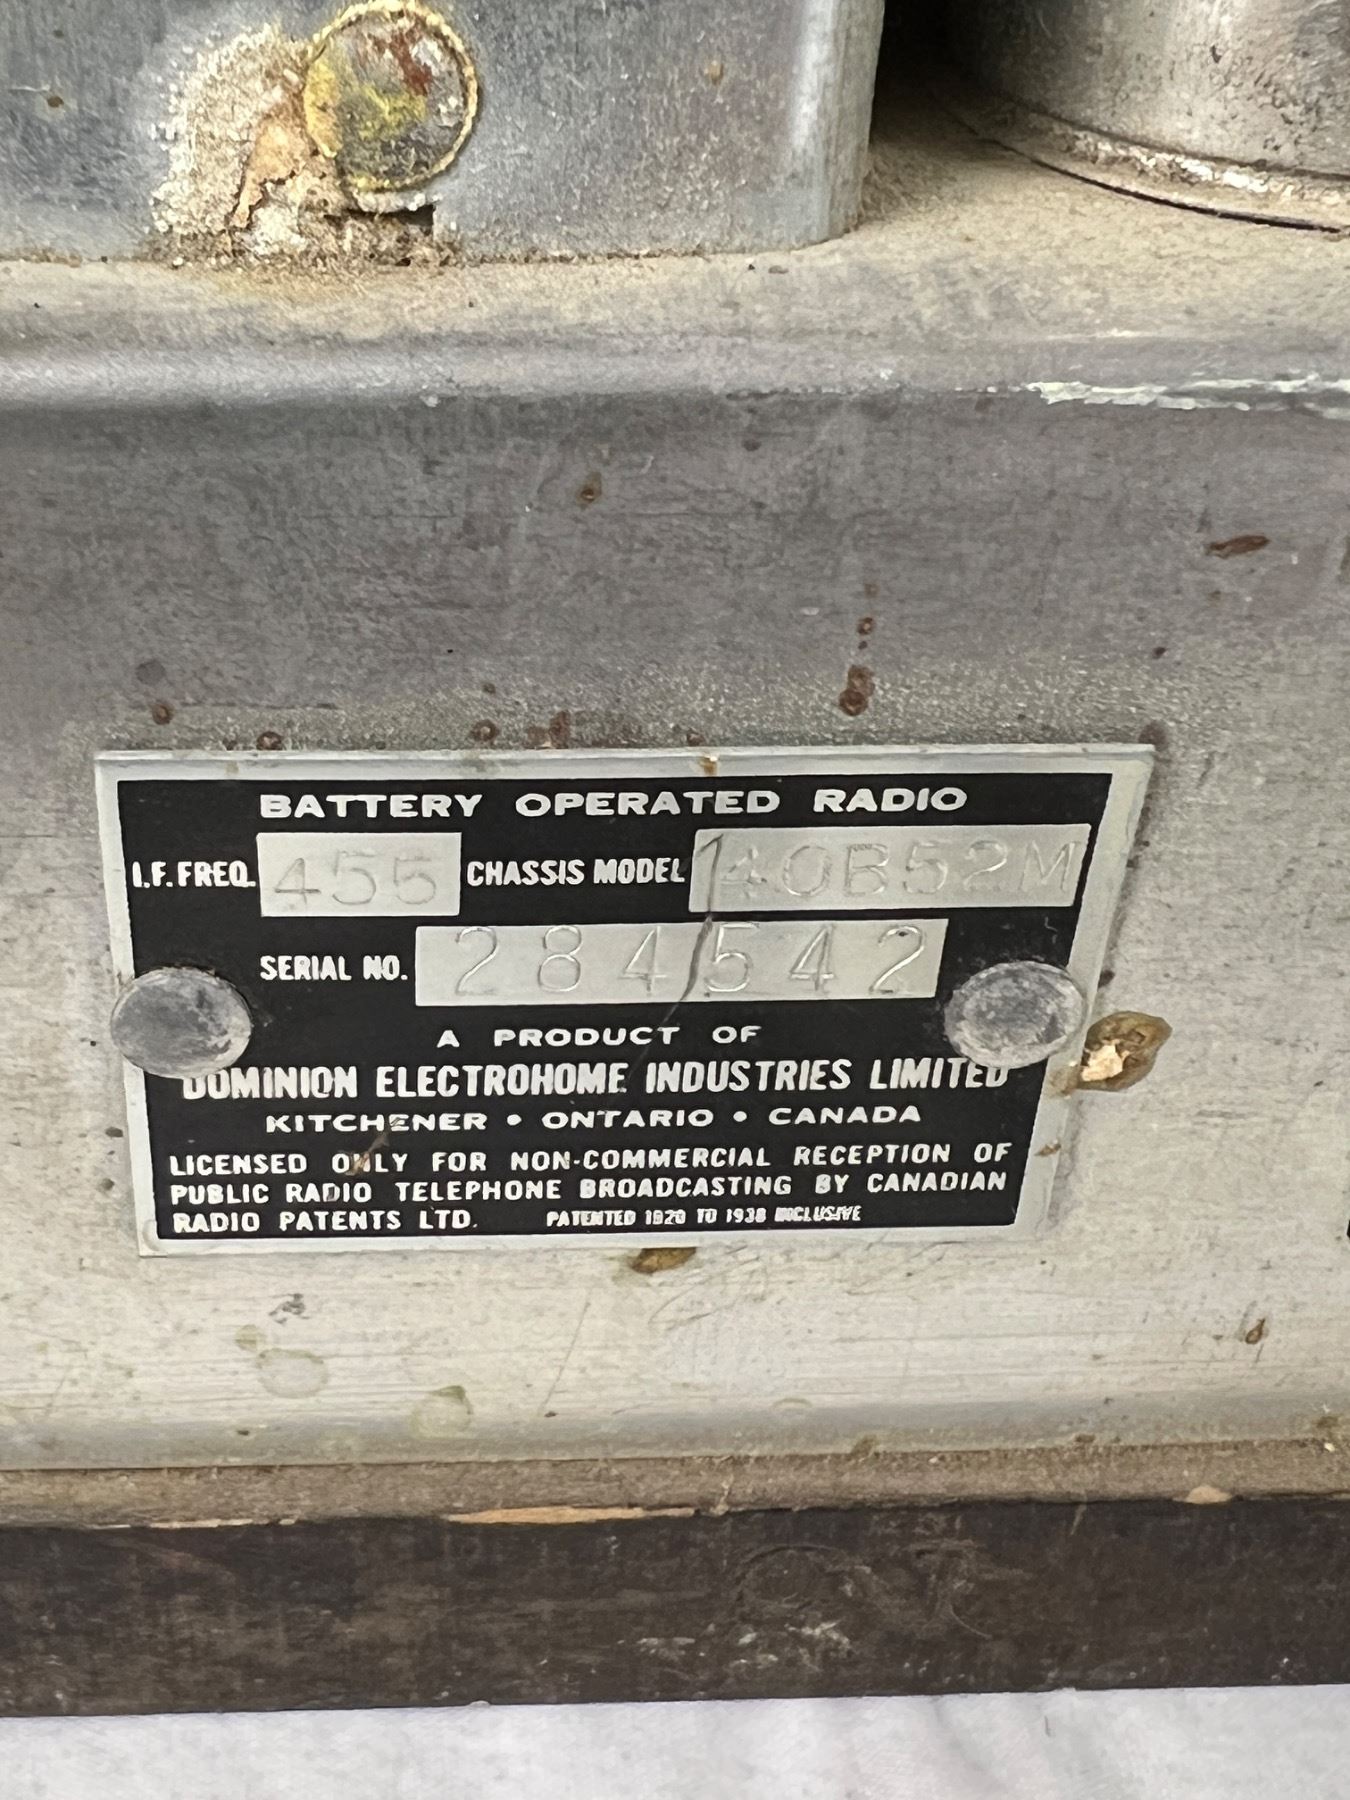 BATTERY OPERATED RADIO
I.F. FREQ. 455 CHASSIS MODEL 40B52M
SERIAL NO. 284542
A PRODUCT OF
DOMINION ELECTROHOME INDUSTRIES LIMITED
KITCHENER • ONTARIO • CANADA
LICENSED ONLY FOR NON-COMMERCIAL RECEPTION OF
PUBLIC RADIO TELEPHONE BROADCASTING BY CANADIAN
RADIO PATENTS LTD. PATENTED 1920 TO 1938 INCLUSIVE